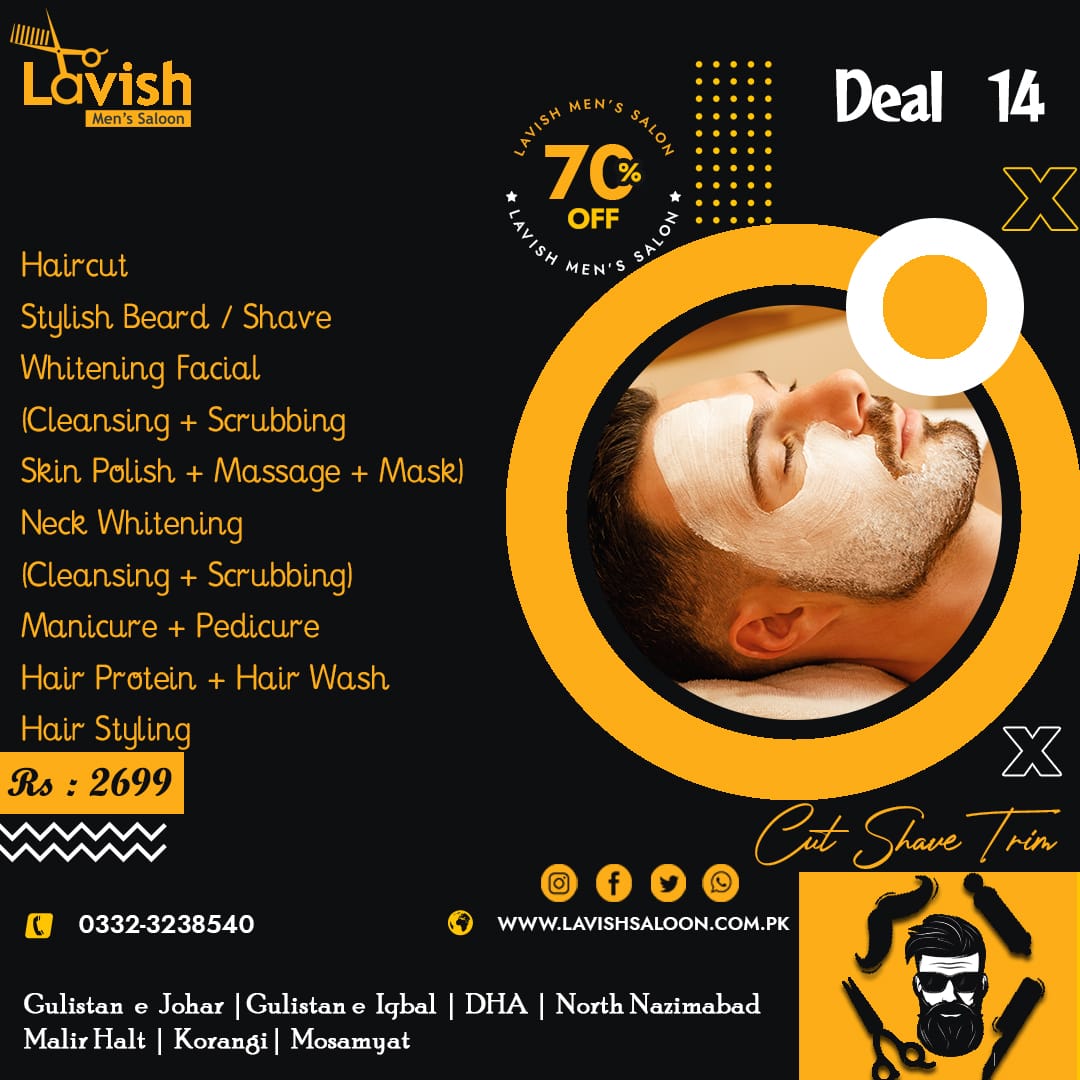 Lavish
Men's Saloon
Deal 14
LAVISH MEN'S SALON
70%
OFF
LAVISH MEN'S SALON
Haircut
Stylish Beard / Shave
Whitening Facial
(Cleansing + Scrubbing
Skin Polish + Massage + Mask)
Neck Whitening
(Cleansing + Scrubbing)
Manicure + Pedicure
Hair Protein + Hair Wash
Hair Styling
Rs : 2699
Cut Shave Trim
0332-3238540
WWW.LAVISHSALOON.COM.PK
Gulistan e Johar | Gulistan e Iqbal | DHA | North Nazimabad
Malir Halt | Korangi | Mosamyat